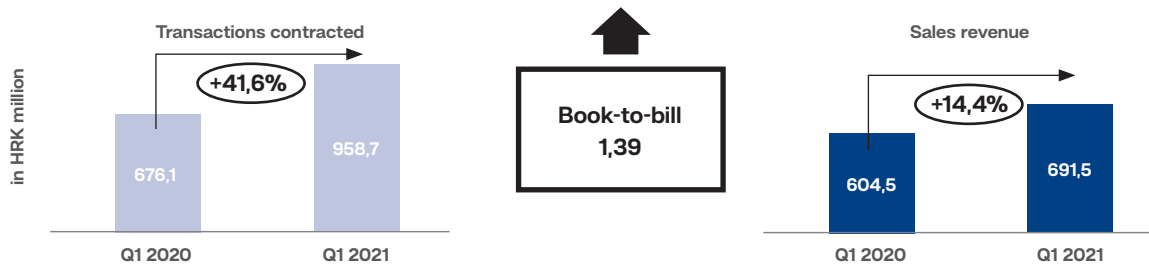 Transactions contracted
in HRK million
+41,6%
676,1
958,7
Q1 2020
Q1 2021
Book-to-bill
1,39
Sales revenue
+14,4%
604,5
691,5
Q1 2020
Q1 2021